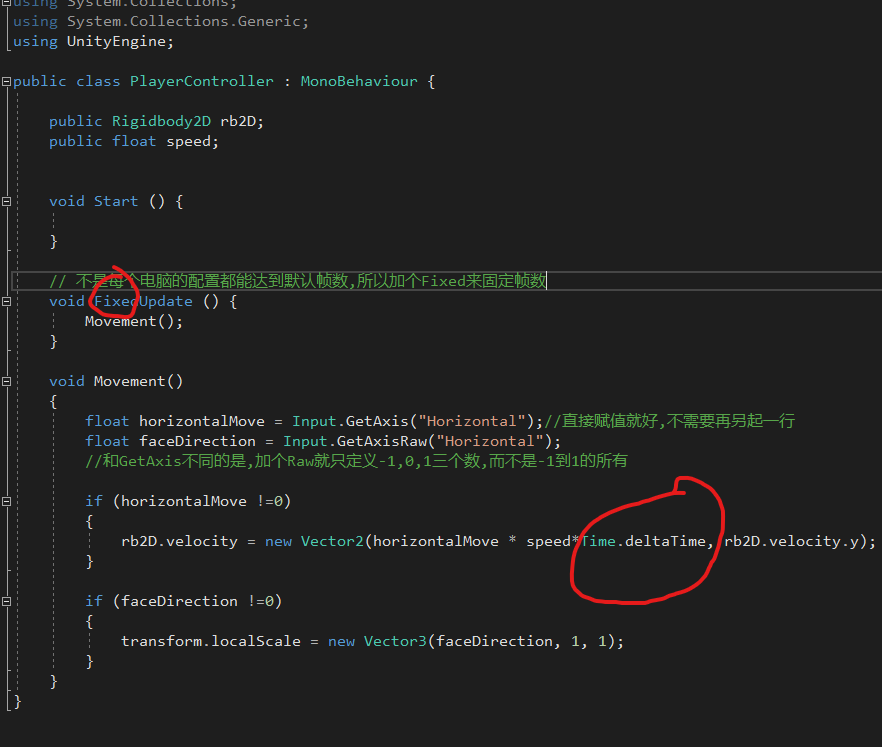 using System.Collections;
using System.Collections.Generic;
using UnityEngine;
public class PlayerController : MonoBehaviour {
public Rigidbody2D rb2D;
public float speed;
void Start () {
}
// 不是每个电脑的配置都能达到默认帧数,所以加个Fixed来固定帧数
void FixedUpdate () {
Movement();
}
void Movement()
{
float horizontalMove = Input.GetAxis("Horizontal");//直接赋值就好,不需要再另起一行
float faceDirection = Input.GetAxisRaw("Horizontal");
//和GetAxis不同的是,加个Raw就只定义-1,0,1三个数,而不是-1到1的所有
if (horizontalMove !=0)
{
rb2D.velocity = new Vector2(horizontalMove * speed*Time.deltaTime, rb2D.velocity.y);
}
if (faceDirection !=0)
{
transform.localScale = new Vector3(faceDirection, 1, 1);
}
}
}